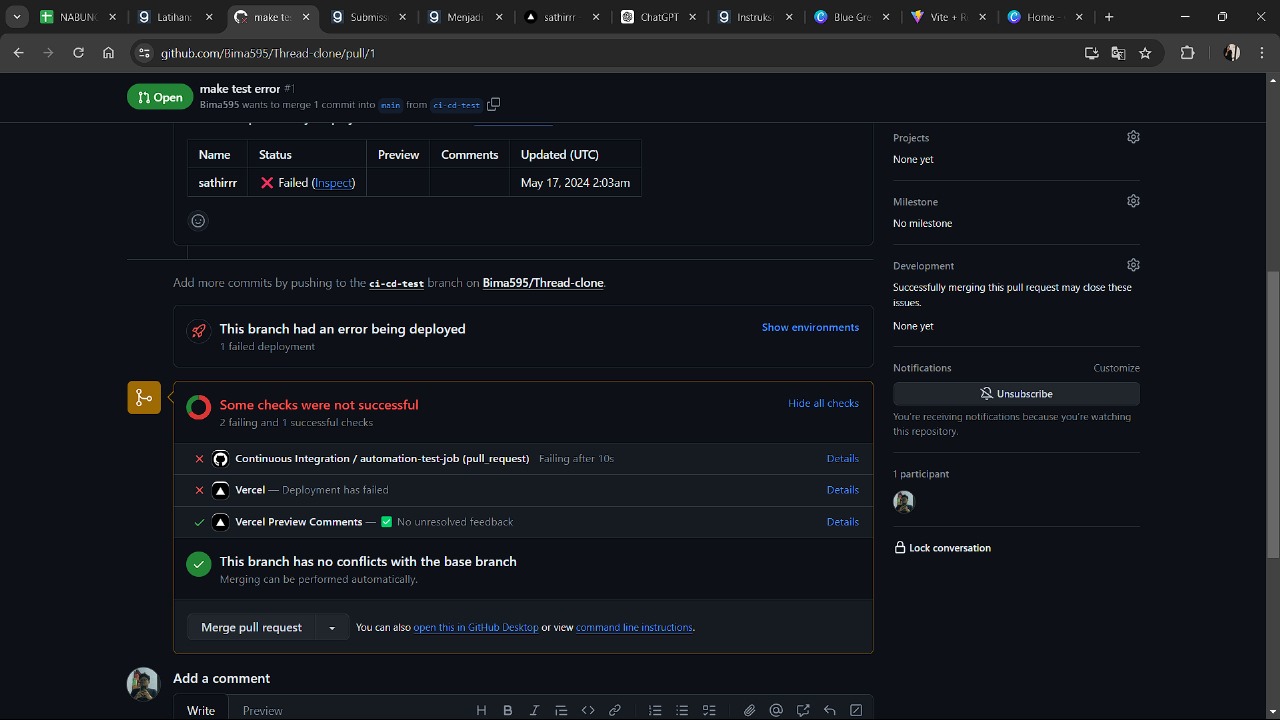 NABUNG
Latihan:
make tes
Submiss
Menjadi
sathirrr
ChatGPT
Instruksi
Blue Gre
Vite + R
Home -
github.com/Bima595/Thread-clone/pull/1
Open
make test error #1
Bima595 wants to merge 1 commit into main from ci-cd-test
Name Status Preview Comments Updated (UTC)
sathirrr ❌ Failed (Inspect) May 17, 2024 2:03am
Add more commits by pushing to the ci-cd-test branch on Bima595/Thread-clone.
This branch had an error being deployed
Show environments
1 failed deployment
Some checks were not successful
Hide all checks
2 failing and 1 successful checks
Continuous Integration / automation-test-job (pull_request) Failing after 10s Details
Vercel — Deployment has failed Details
Vercel Preview Comments — ✅ No unresolved feedback Details
This branch has no conflicts with the base branch
Merging can be performed automatically.
Merge pull request
You can also open this in GitHub Desktop or view command line instructions.
Add a comment
Write Preview
Projects
None yet
Milestone
No milestone
Development
Successfully merging this pull request may close these
issues.
None yet
Notifications Customize
Unsubscribe
You're receiving notifications because you're watching
this repository.
1 participant
Lock conversation